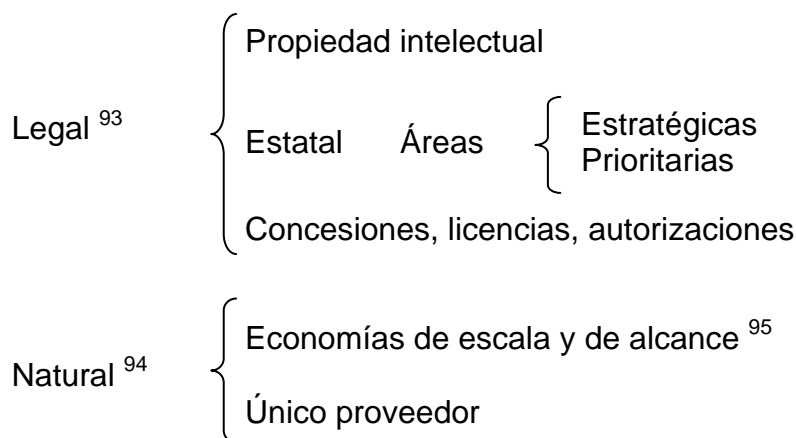 Propiedad intelectual
Legal 93
Estatal Áreas Estratégicas
Prioritarias
Concesiones, licencias, autorizaciones
Economías de escala y de alcance 95
Natural 94
Único proveedor